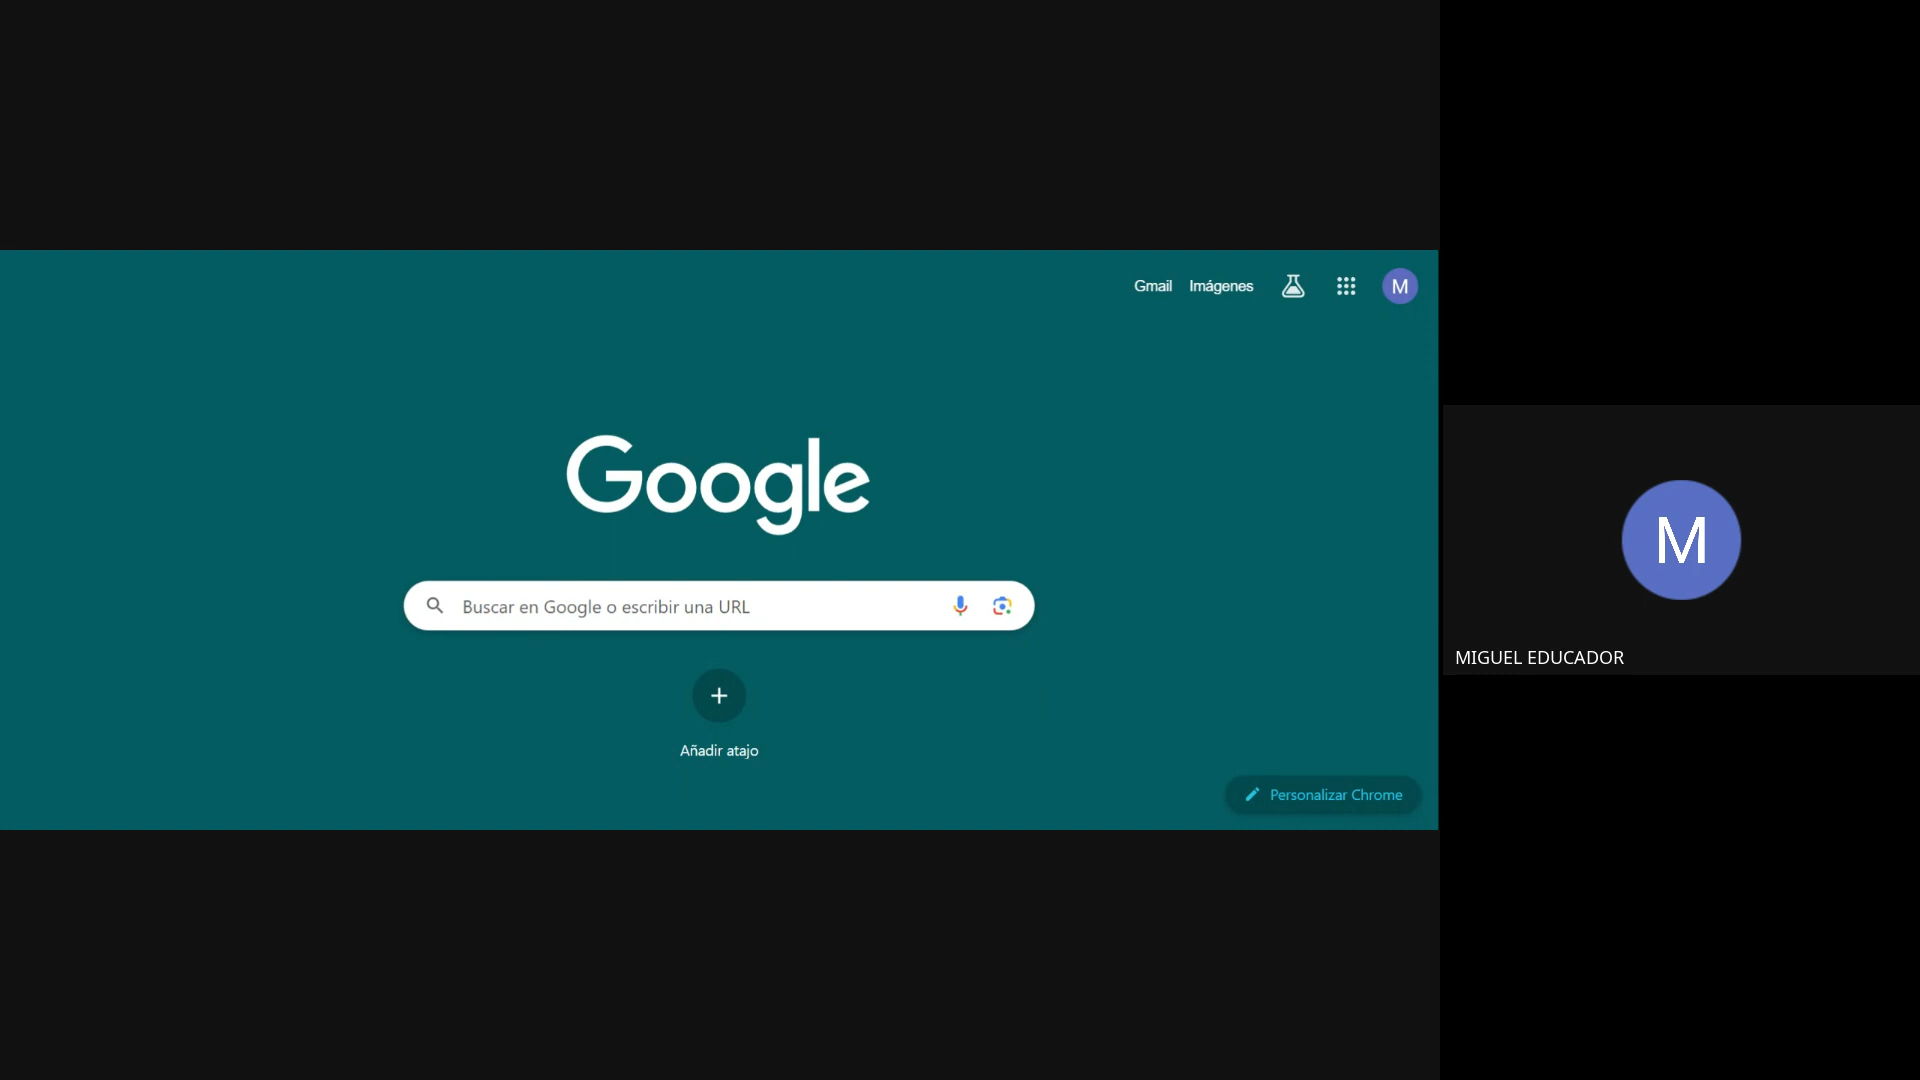 Gmail Imágenes M
Google
Buscar en Google o escribir una URL
Añadir atajo
Personalizar Chrome
M
MIGUEL EDUCADOR